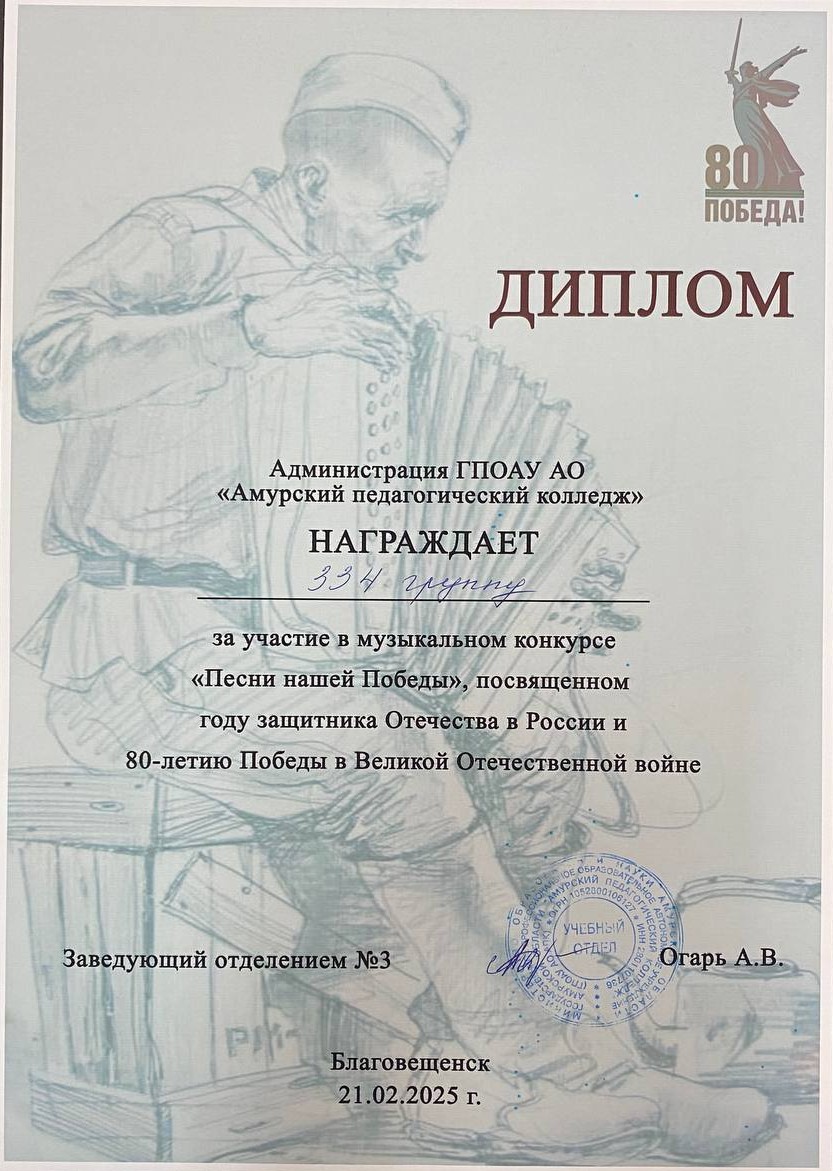 80
ПОБЕДА!
ДИПЛОМ
Администрация ГПОАУ АО
«Амурский педагогический колледж»
НАГРАЖДАЕТ
334 группу
за участие в музыкальном конкурсе
«Песни нашей Победы», посвященном
году защитника Отечества в России и
80-летию Победы в Великой Отечественной войне
Заведующий отделением №3
УЧЕБНЫЙ
ОТДЕЛ
Огарь А.В.
Благовещенск
21.02.2025 г.